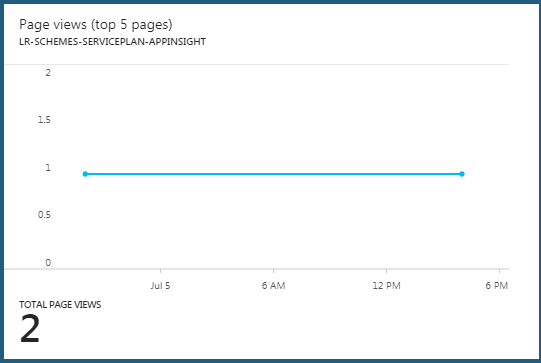 Page views (top 5 pages)
LR-SCHEMES-SERVICEPLAN-APPINSIGHT
2
1.5
1
0.5
0
Jul 5 6 AM 12 PM 6 PM
TOTAL PAGE VIEWS
2